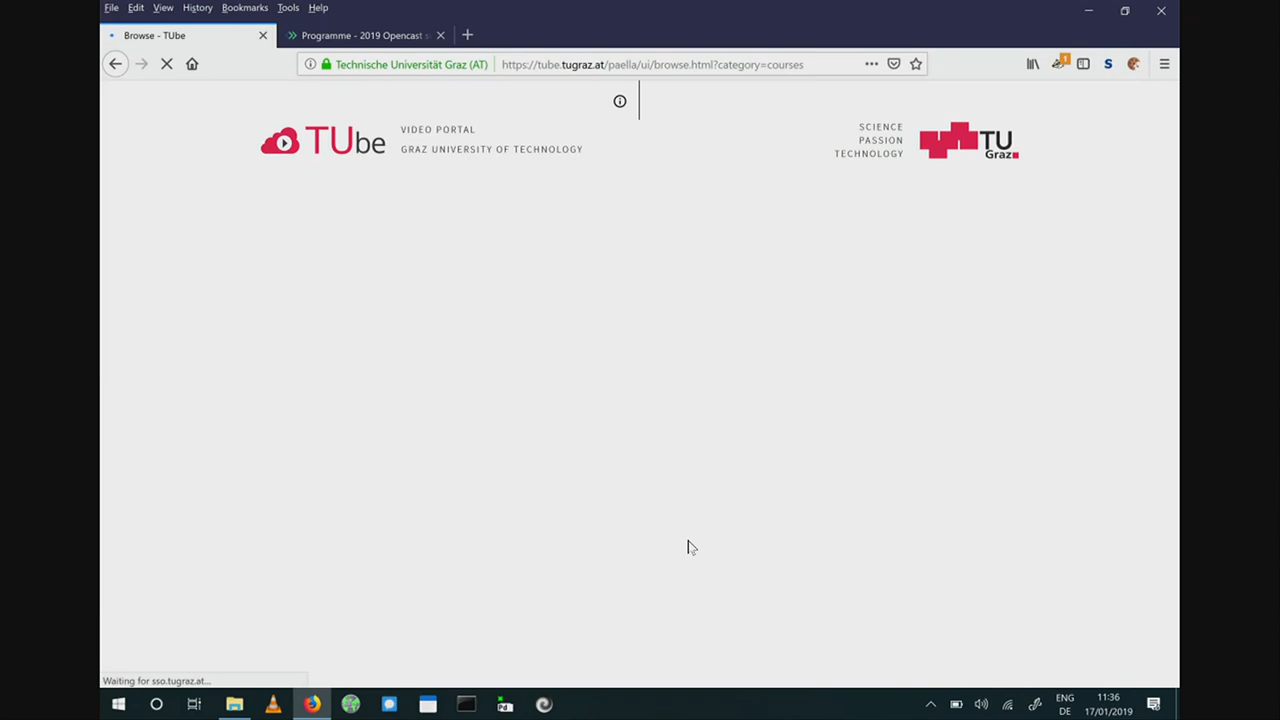 File Edit View History Bookmarks Tools Help
Browse - TUbe
Programme - 2019 Opencast s
Technische Universität Graz (AT)
https://tube.tugraz.at/paella/ui/browse.html?category=courses
1
S
TUbe
VIDEO PORTAL
GRAZ UNIVERSITY OF TECHNOLOGY
SCIENCE
PASSION
TECHNOLOGY
TU
Graz
Waiting for sso.tugraz.at...
Pd
ENG
DE
11:36
17/01/2019